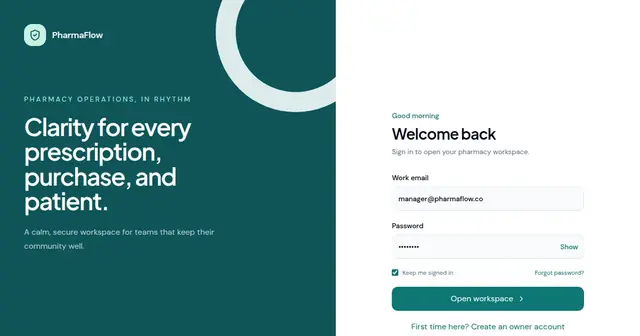 PharmaFlow
PHARMACY OPERATIONS, IN RHYTHM
Clarity for every
prescription,
purchase, and
patient.
A calm, secure workspace for teams that keep their
community well.
Good morning
Welcome back
Sign in to open your pharmacy workspace.
Work email
manager@pharmaflow.co
Password
••••••••
Show
Keep me signed in
Forgot password?
Open workspace
First time here? Create an owner account